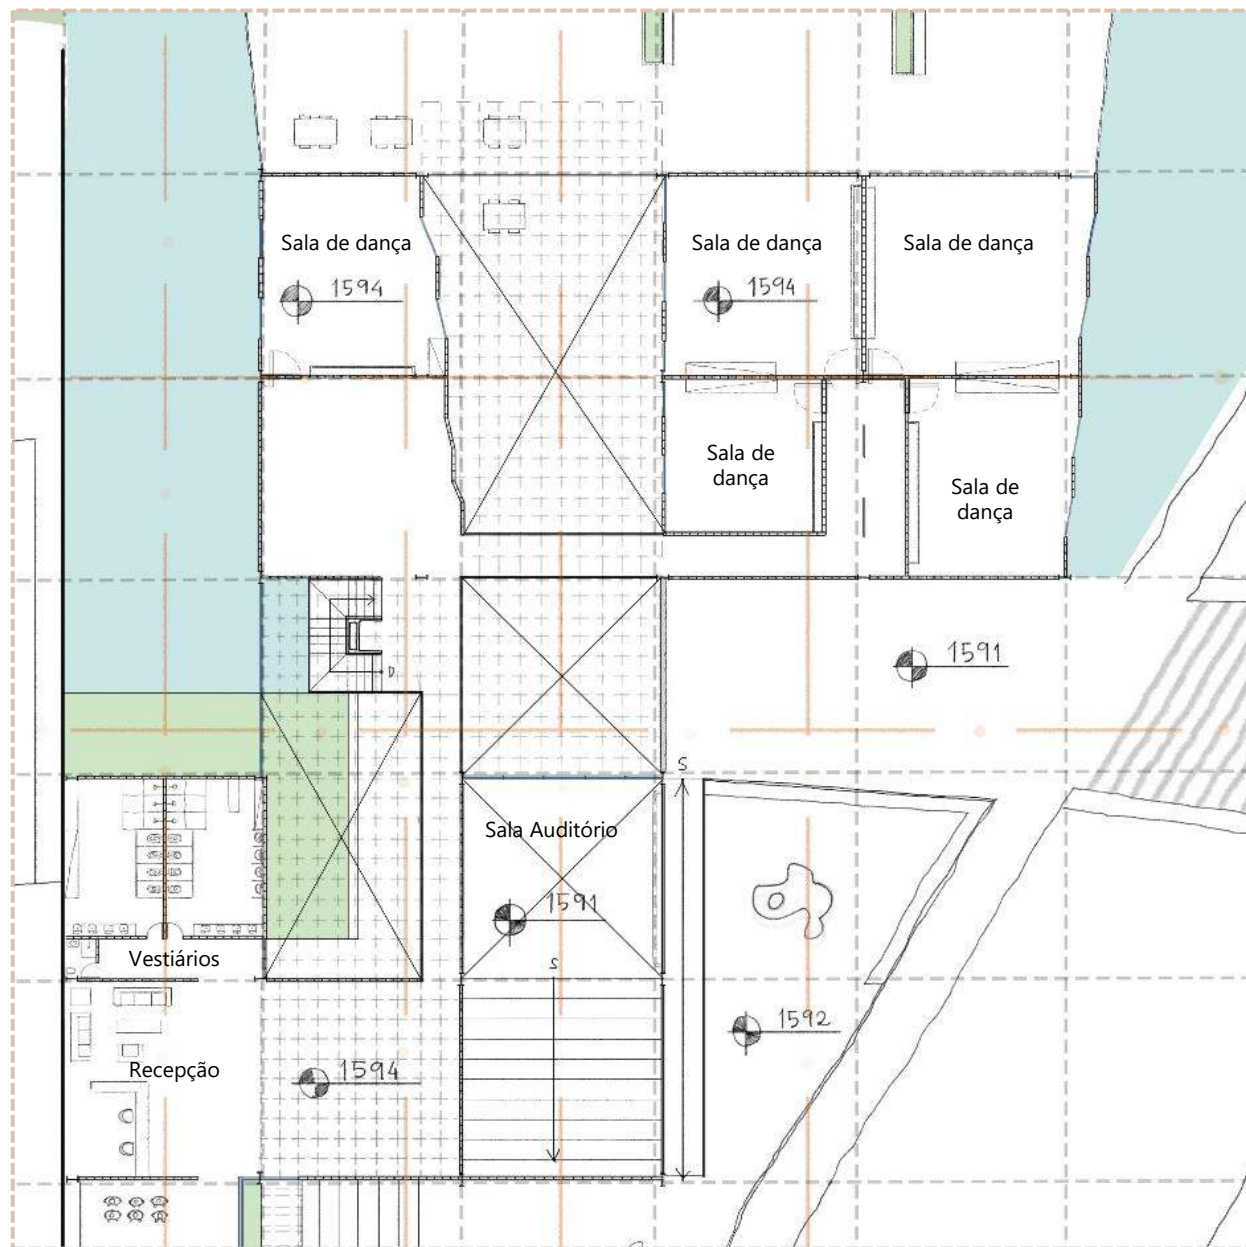 Sala de dança
Sala de dança
Sala de dança
1594
1594
Sala de
dança
Sala de
dança
D
1591
S
Sala Auditório
1591
Vestiários
S
1592
Recepção
1594